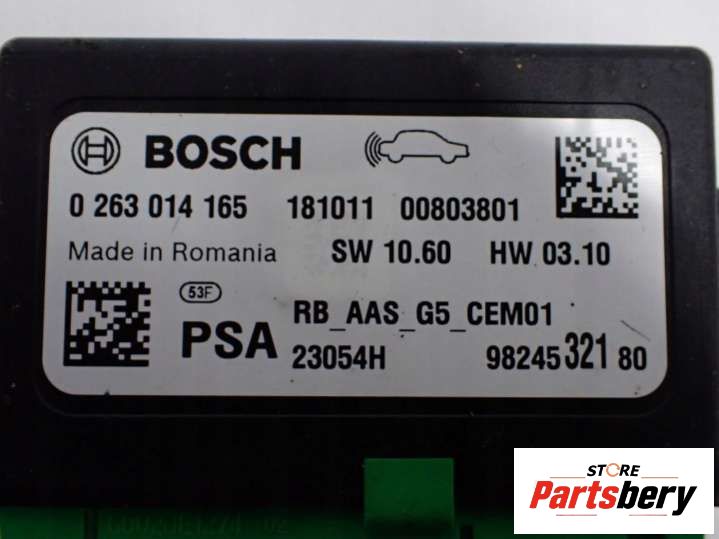 BOSCH
0 263 014 165 181011 00803801
Made in Romania SW 10.60 HW 03.10
53F
PSA RB_AAS_G5_CEM01
23054H 98245 321 80
STORE
Partsbery